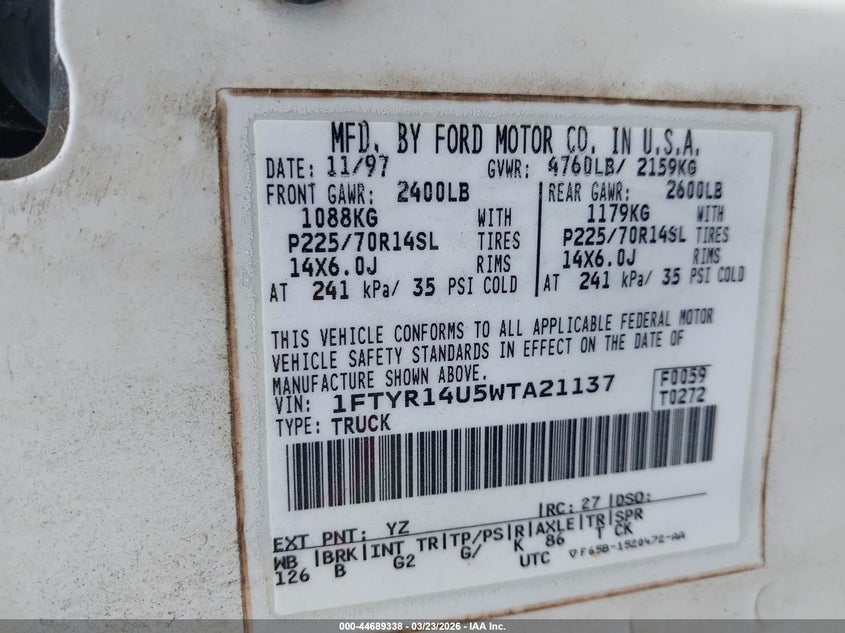 MFD. BY FORD MOTOR CO. IN U.S.A.
DATE: 11/97 GVWR: 4760LB/ 2159KG
FRONT GAWR: 2400LB REAR GAWR: 2600LB
1088KG WITH 1179KG WITH
P225/70R14SL TIRES P225/70R14SL TIRES
14X6.0J RIMS 14X6.0J RIMS
AT 241 kPa/ 35 PSI COLD AT 241 kPa/ 35 PSI COLD
THIS VEHICLE CONFORMS TO ALL APPLICABLE FEDERAL MOTOR
VEHICLE SAFETY STANDARDS IN EFFECT ON THE DATE OF
MANUFACTURE SHOWN ABOVE.
VIN: 1FTYR14U5WTA21137 F0059
TYPE: TRUCK T0272
EXT PNT: YZ RC: 27 DSO:
WB BRK INT TR TP/PS R AXLE TR SPR
126 B G2 G/ K 86 T CK
UTC ▽F65B-1520472-AA
000-44689338 - 03/23/2026 - IAA Inc.